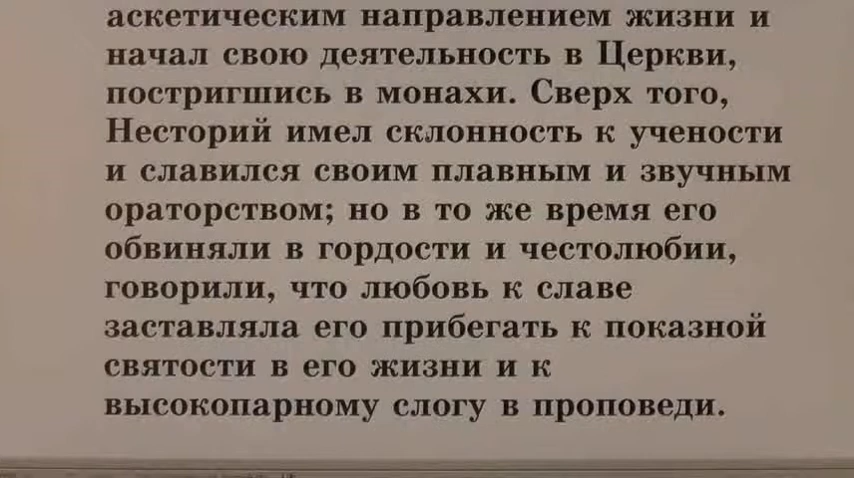 аскетическим направлением жизни и
начал свою деятельность в Церкви,
постригшись в монахи. Сверх того,
Несторий имел склонность к учености
и славился своим плавным и звучным
ораторством; но в то же время его
обвиняли в гордости и честолюбии,
говорили, что любовь к славе
заставляла его прибегать к показной
святости в его жизни и к
высокопарному слогу в проповеди.